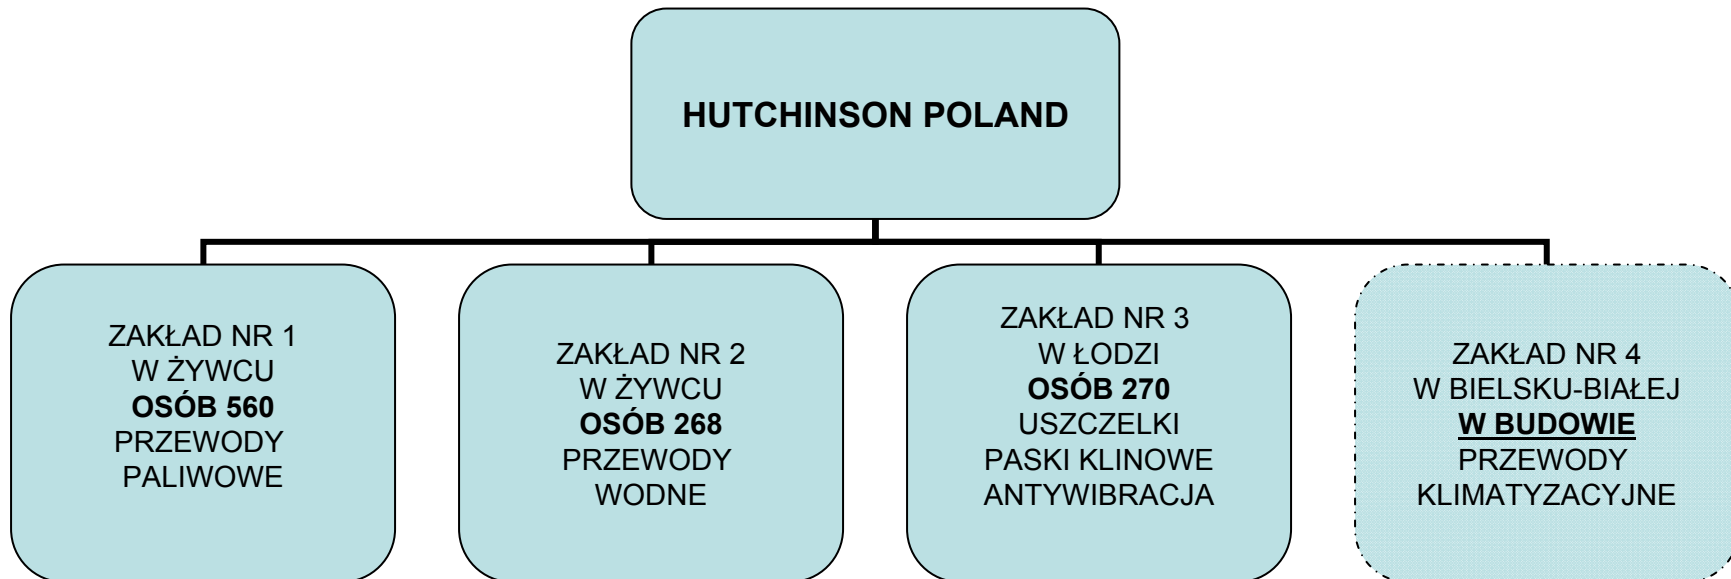 HUTCHINSON POLAND
ZAKŁAD NR 1
W ŻYWCU
OSÓB 560
PRZEWODY
PALIWOWE
ZAKŁAD NR 2
W ŻYWCU
OSÓB 268
PRZEWODY
WODNE
ZAKŁAD NR 3
W ŁODZI
OSÓB 270
USZCZELKI
PASKI KLINOWE
ANTYWIBRACJA
ZAKŁAD NR 4
W BIELSKU-BIAŁEJ
W BUDOWIE
PRZEWODY
KLIMATYZACYJNE